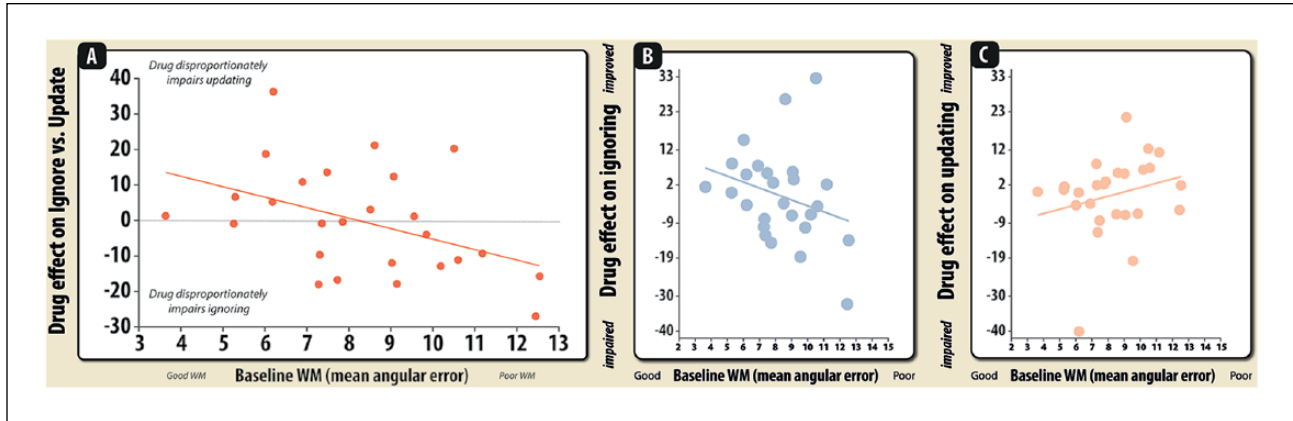 A
Drug effect on Ignore vs. Update
Drug disproportionately
impairs updating
40
30
20
10
0
-10
-20
-30
Drug disproportionately
impairs ignoring
3 4 5 6 7 8 9 10 11 12 13
Good WM Baseline WM (mean angular error) Poor WM
B
improved
Drug effect on ignoring
impaired
33
23
12
2
-9
-19
-30
-40
2 3 4 5 6 7 8 9 10 11 12 13 14 15
Good Baseline WM (mean angular error) Poor
C
improved
Drug effect on updating
impaired
33
23
12
2
-9
-19
-30
-40
2 3 4 5 6 7 8 9 10 11 12 13 14 15
Good Baseline WM (mean angular error) Poor